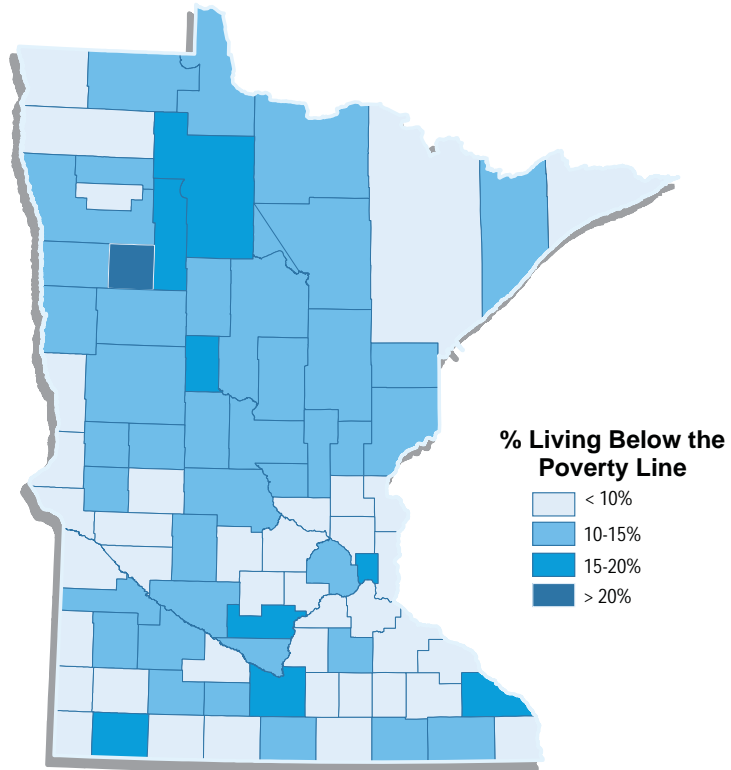 % Living Below the
Poverty Line
< 10%
10-15%
15-20%
> 20%